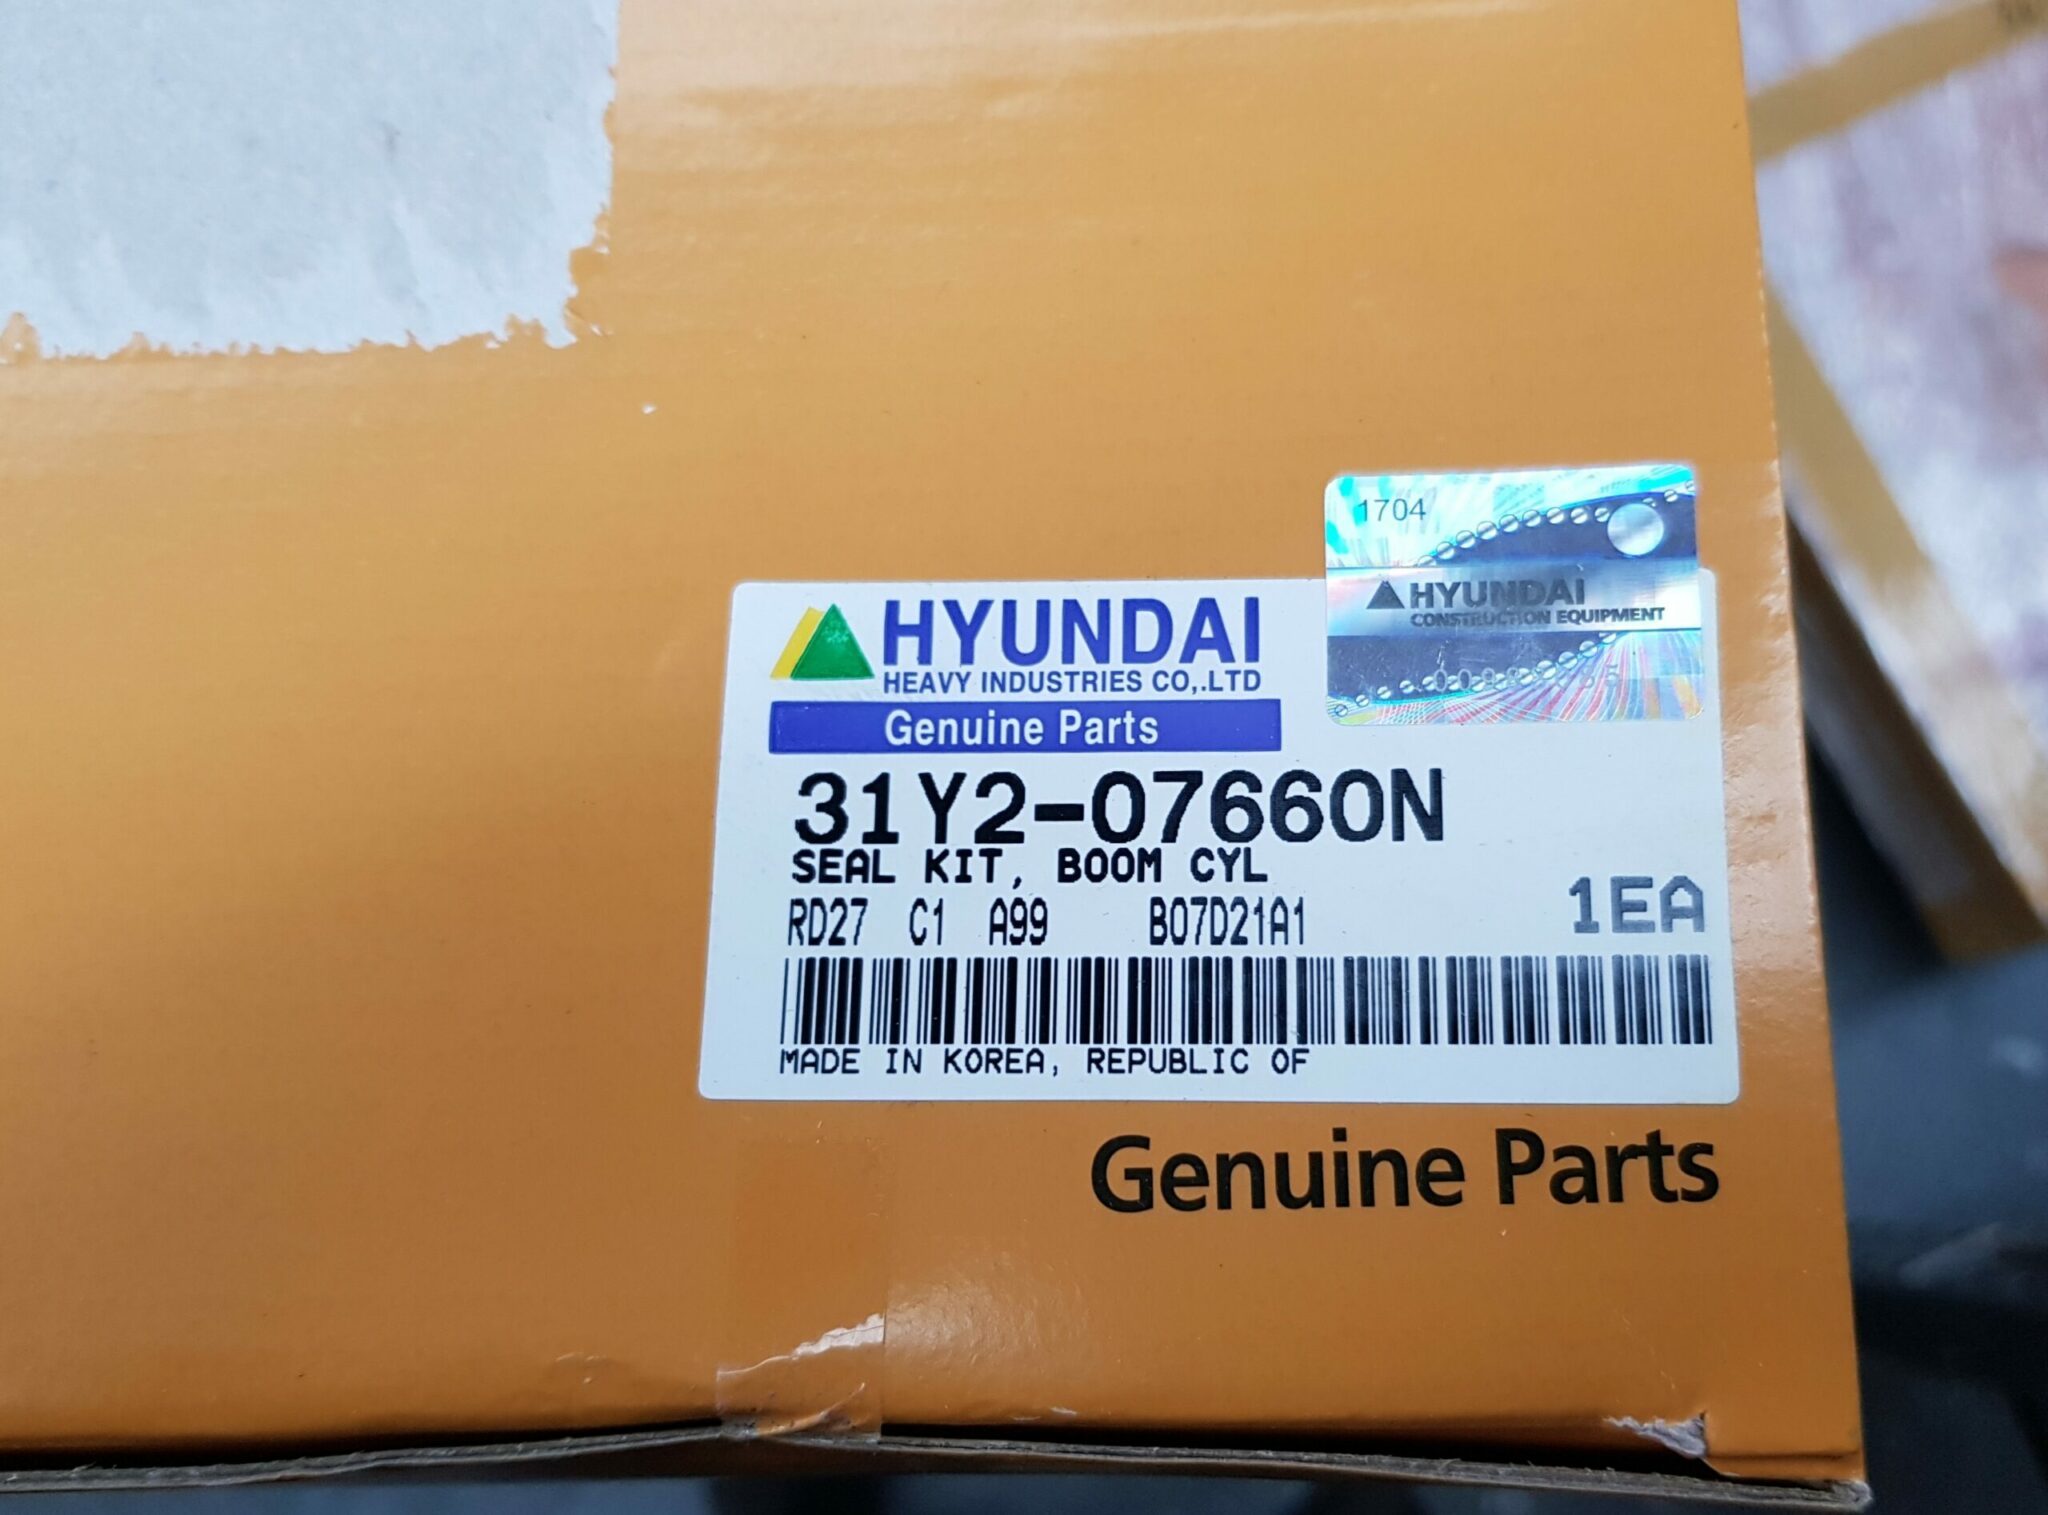 1704
HYUNDAI
CONSTRUCTION EQUIPMENT
HYUNDAI
HEAVY INDUSTRIES CO,.LTD
Genuine Parts
31Y2-07660N
SEAL KIT, BOOM CYL
RD27 C1 A99 B07D21A1 1EA
MADE IN KOREA, REPUBLIC OF
Genuine Parts